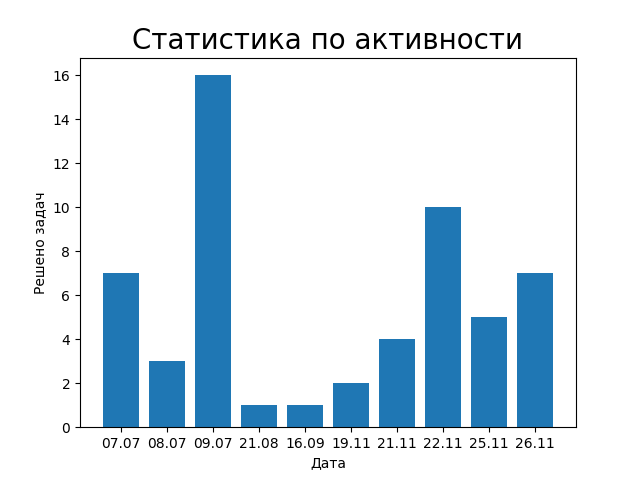 Статистика по активности
Решено задач
16
14
12
10
8
6
4
2
0
07.07 08.07 09.07 21.08 16.09 19.11 21.11 22.11 25.11 26.11
Дата